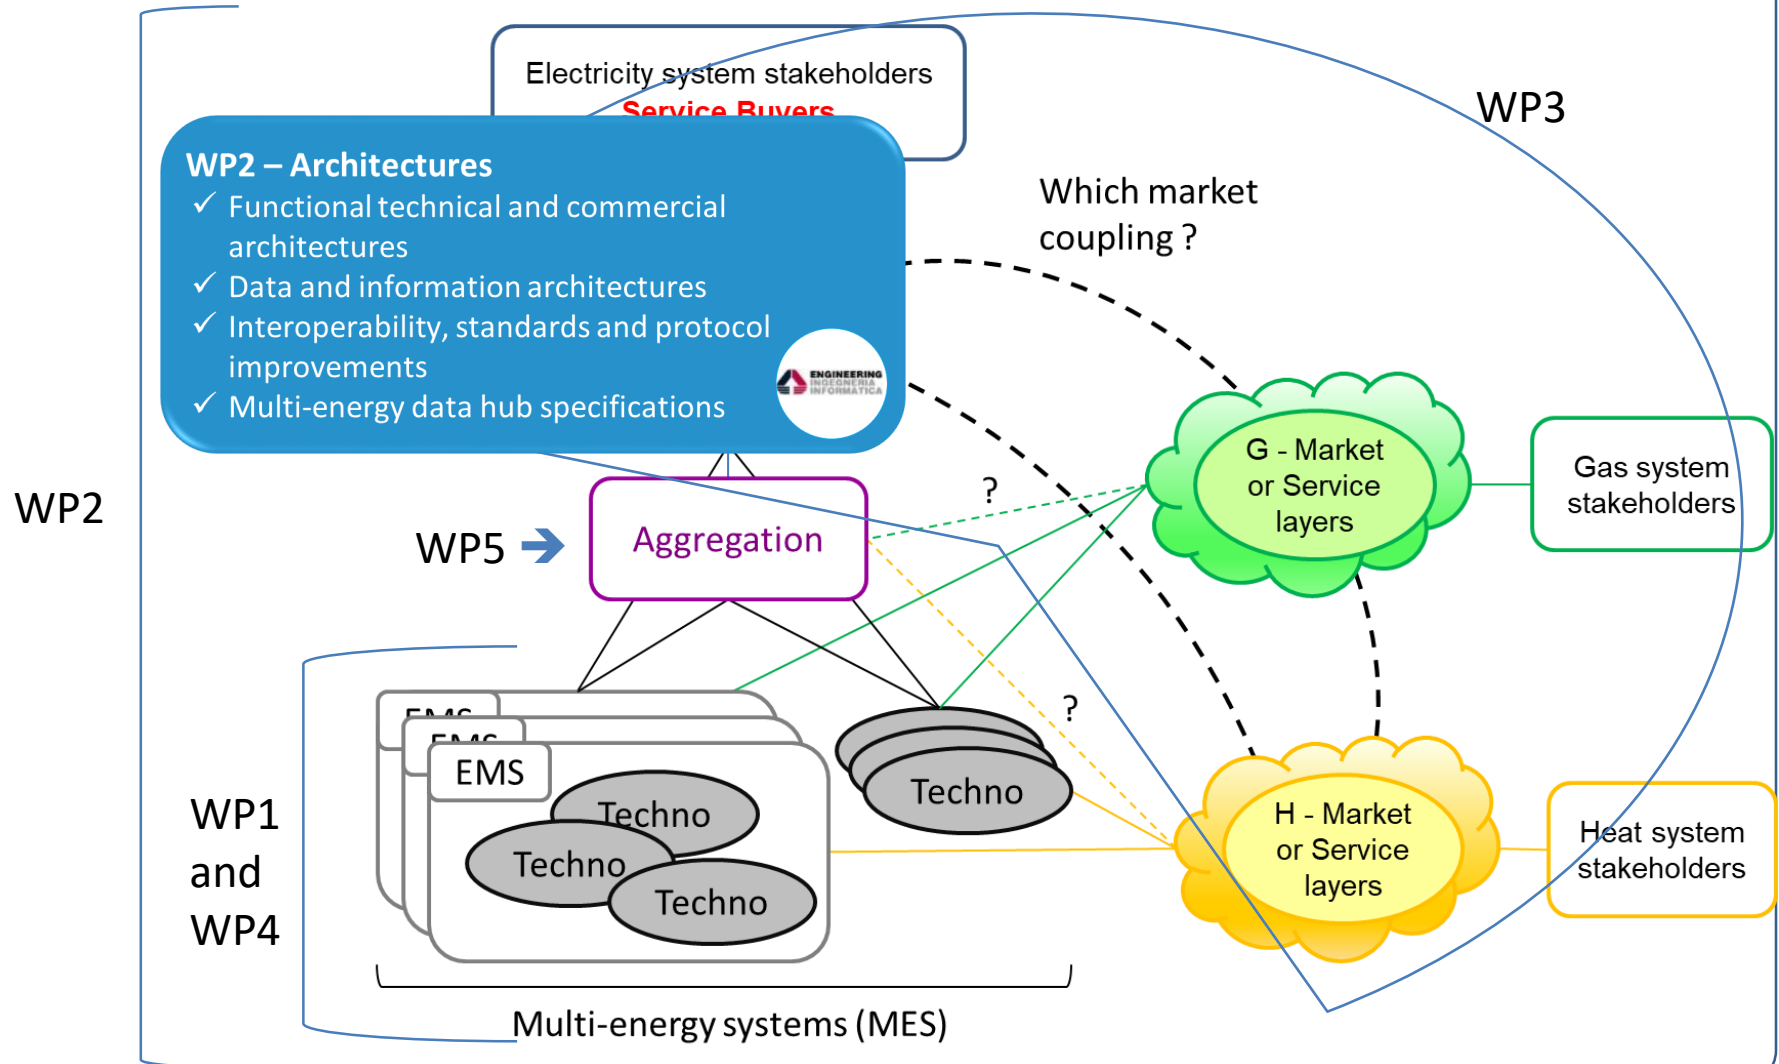 Electricity system stakeholders
Service Buyers
WP3
WP2 – Architectures
✓ Functional technical and commercial
architectures
✓ Data and information architectures
✓ Interoperability, standards and protocol
improvements
✓ Multi-energy data hub specifications
ENGINEERING
INGEGNERIA
INFORMATICA
Which market
coupling ?
G - Market
or Service
layers
Gas system
stakeholders
WP2
WP5
Aggregation
?
?
EMS
EMS
EMS
Techno
Techno
Techno
Techno
WP1
and
WP4
H - Market
or Service
layers
Heat system
stakeholders
Multi-energy systems (MES)